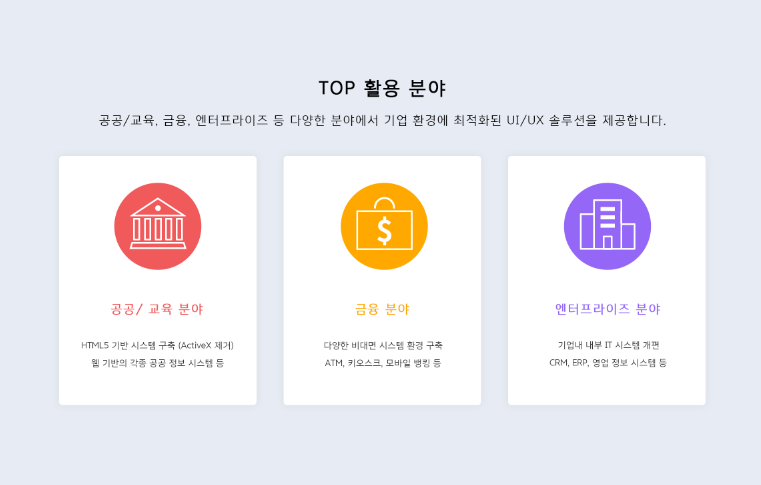 TOP 활용 분야
공공/교육, 금융, 엔터프라이즈 등 다양한 분야에서 기업 환경에 최적화된 UI/UX 솔루션을 제공합니다.
$
공공/ 교육 분야
HTML5 기반 시스템 구축 (ActiveX 제거)
웹 기반의 각종 공공 정보 시스템 등
금융 분야
다양한 비대면 시스템 환경 구축
ATM, 키오스크, 모바일 뱅킹 등
엔터프라이즈 분야
기업내 내부 IT 시스템 개편
CRM, ERP, 영업 정보 시스템 등